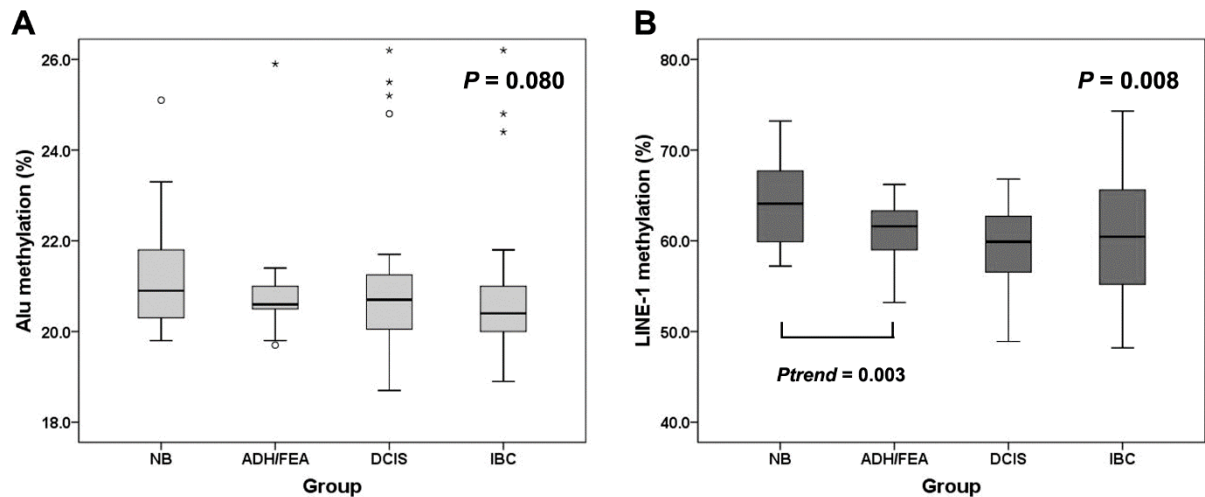 A
Alu methylation (%)
26.0
24.0
22.0
20.0
18.0
P = 0.080
NB
ADH/FEA
DCIS
IBC
Group
B
LINE-1 methylation (%)
80.0
70.0
60.0
50.0
40.0
P = 0.008
Ptrend = 0.003
NB
ADH/FEA
DCIS
IBC
Group